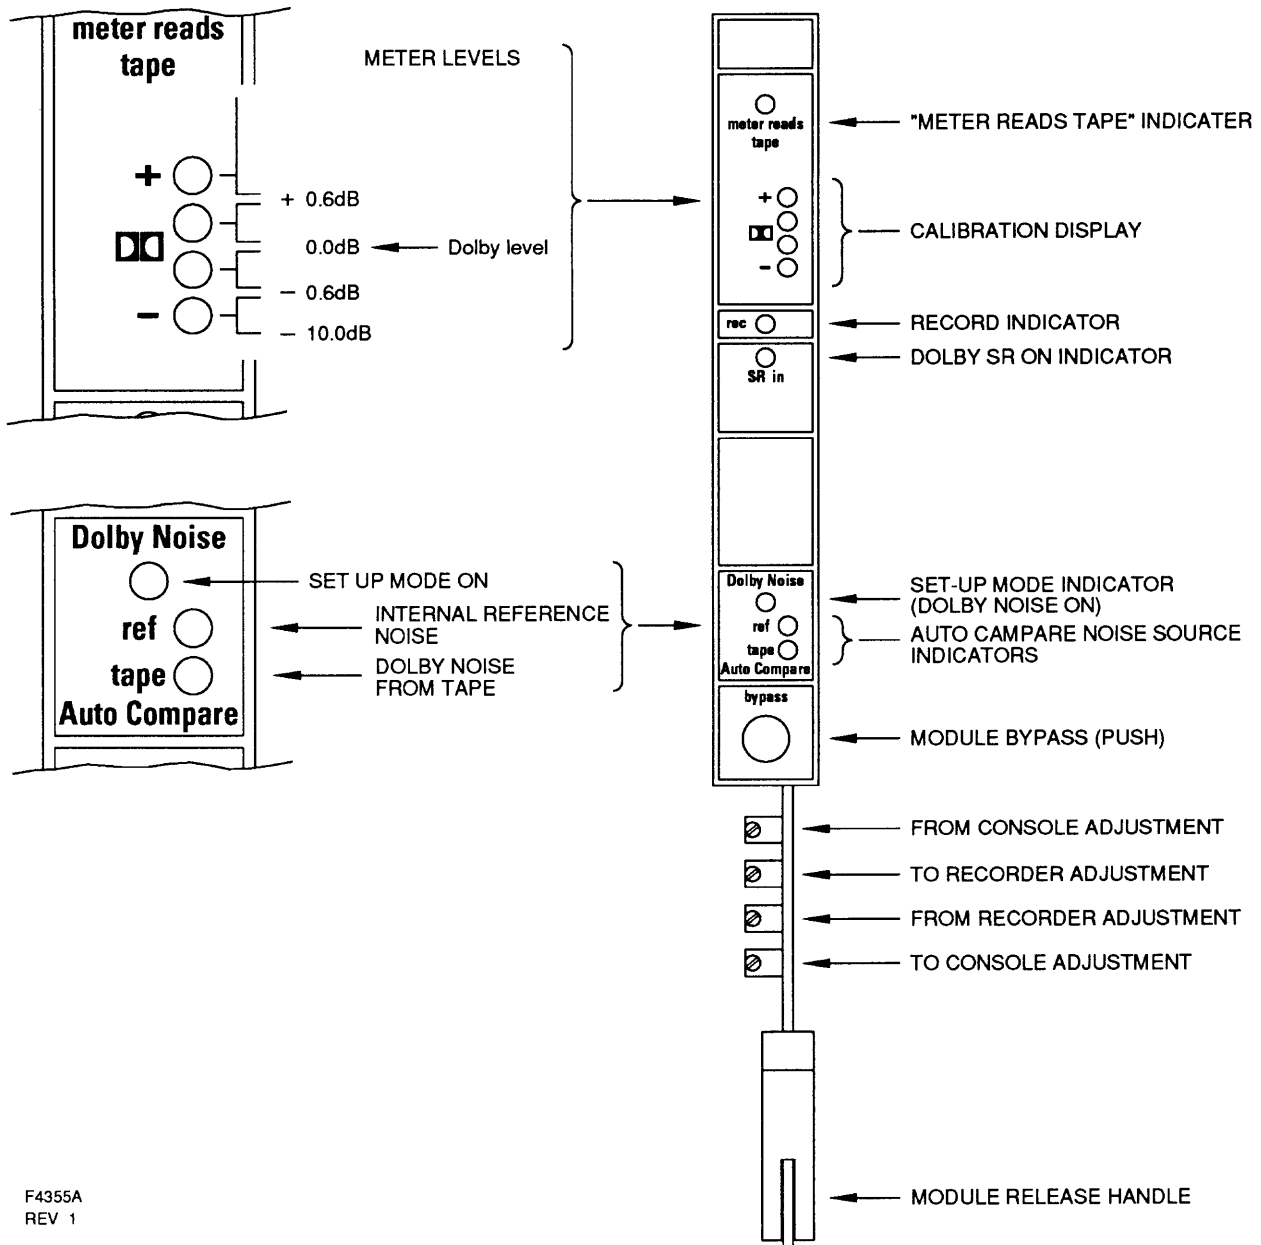 meter reads
tape
METER LEVELS
+
+ 0.6dB
0.0dB
Dolby level
- 0.6dB
-
- 10.0dB
Dolby Noise
SET UP MODE ON
ref
INTERNAL REFERENCE
NOISE
tape
DOLBY NOISE
FROM TAPE
Auto Compare
meter reads
tape
"METER READS TAPE" INDICATER
+
-
CALIBRATION DISPLAY
rec
RECORD INDICATOR
DOLBY SR ON INDICATOR
SR in
Dolby Noise
SET-UP MODE INDICATOR
(DOLBY NOISE ON)
ref
tape
AUTO CAMPARE NOISE SOURCE
INDICATORS
Auto Compare
bypass
MODULE BYPASS (PUSH)
FROM CONSOLE ADJUSTMENT
TO RECORDER ADJUSTMENT
FROM RECORDER ADJUSTMENT
TO CONSOLE ADJUSTMENT
MODULE RELEASE HANDLE
F4355A
REV 1